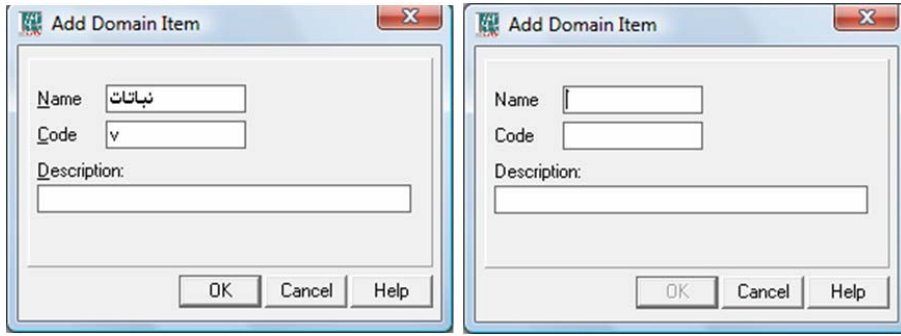 Add Domain Item
Name نباتات
Code v
Description:
OK Cancel Help
Add Domain Item
Name
Code
Description:
OK Cancel Help